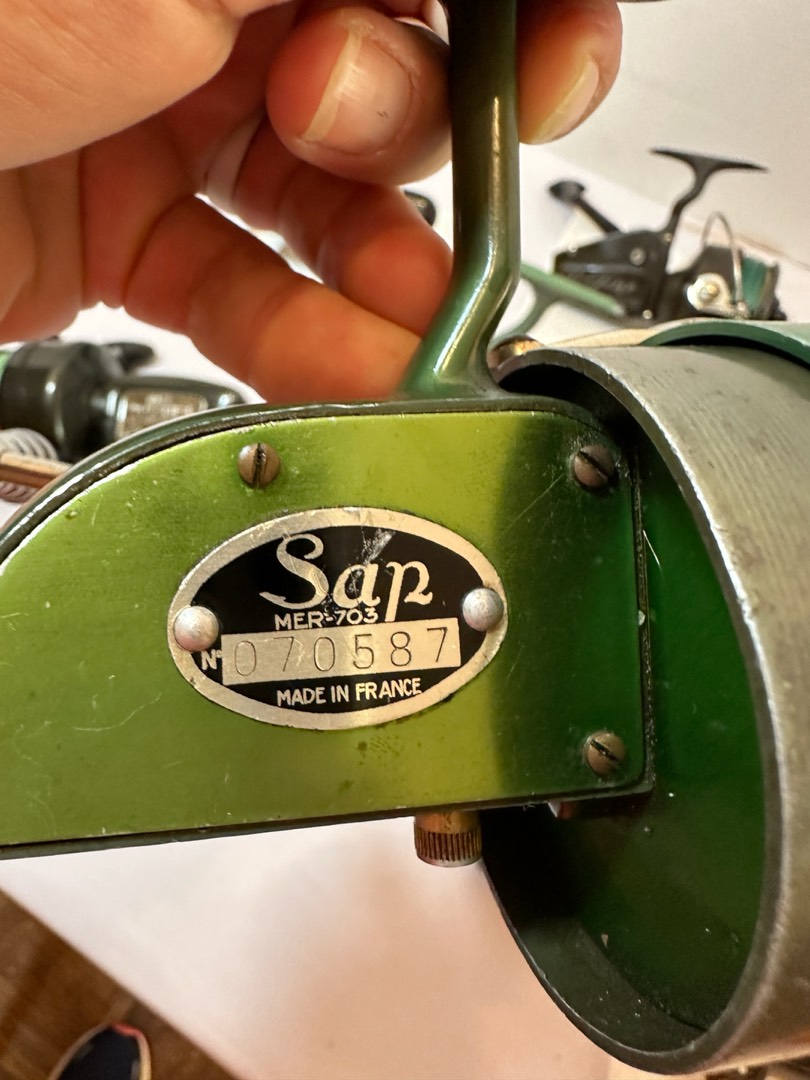 Sap
MER-703
N° 070587
MADE IN FRANCE